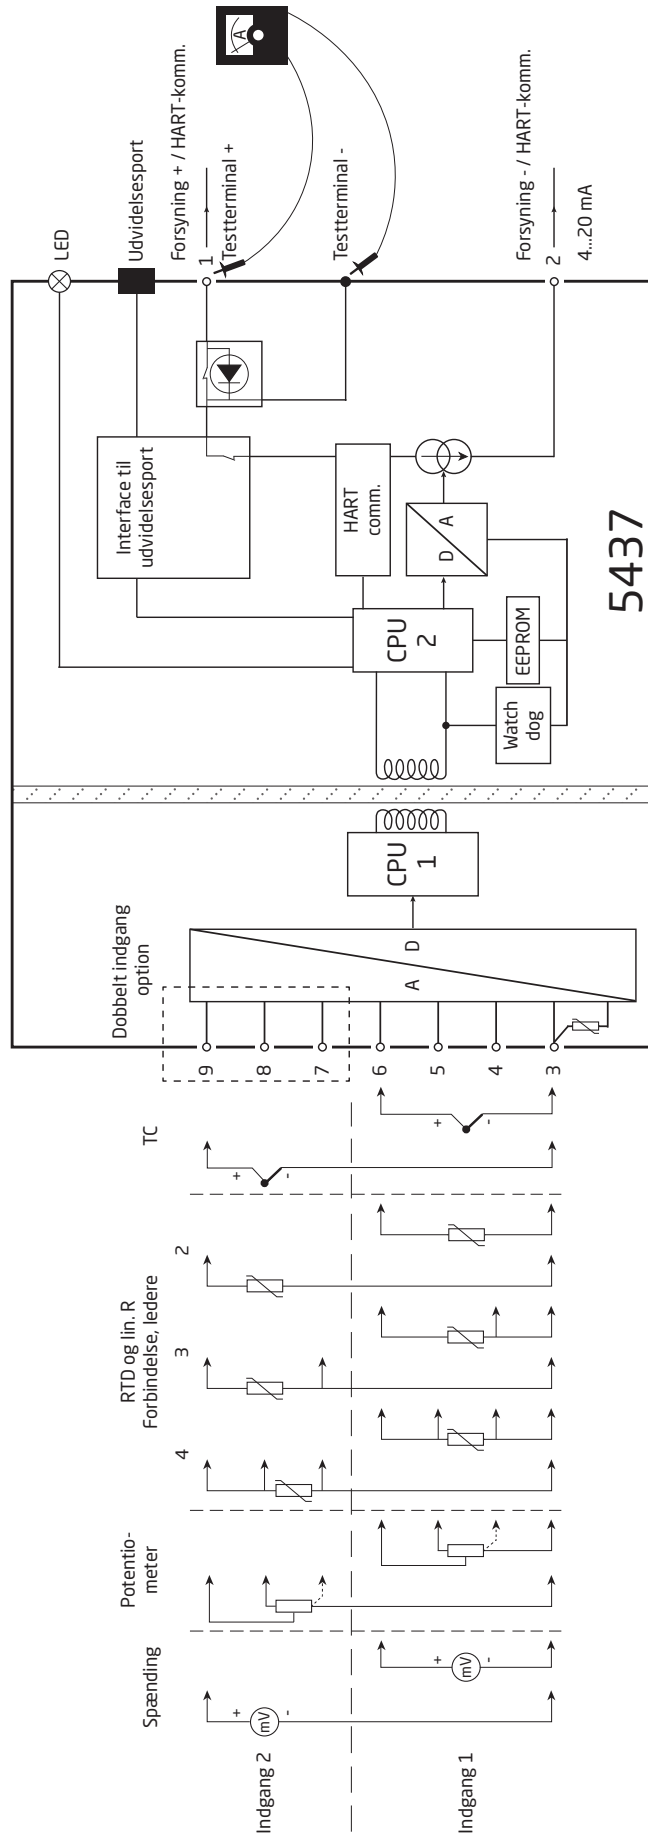 Spænding
Potentio-
meter
RTD og lin. R
Forbindelse, ledere
4
3
2
TC
Dobbelt indgang
option
Indgang 2
Indgang 1
+
-
mV
+
-
mV
+
-
+
-
9
8
7
6
5
4
3
A
D
CPU
1
Interface til
udvidelsesport
CPU
2
HART
comm.
D
A
EEPROM
Watch
dog
LED
Udvidelsesport
Forsyning + / HART-komm.
1
Testterminal +
Testterminal -
A
Forsyning - / HART-komm.
2
4...20 mA
5437